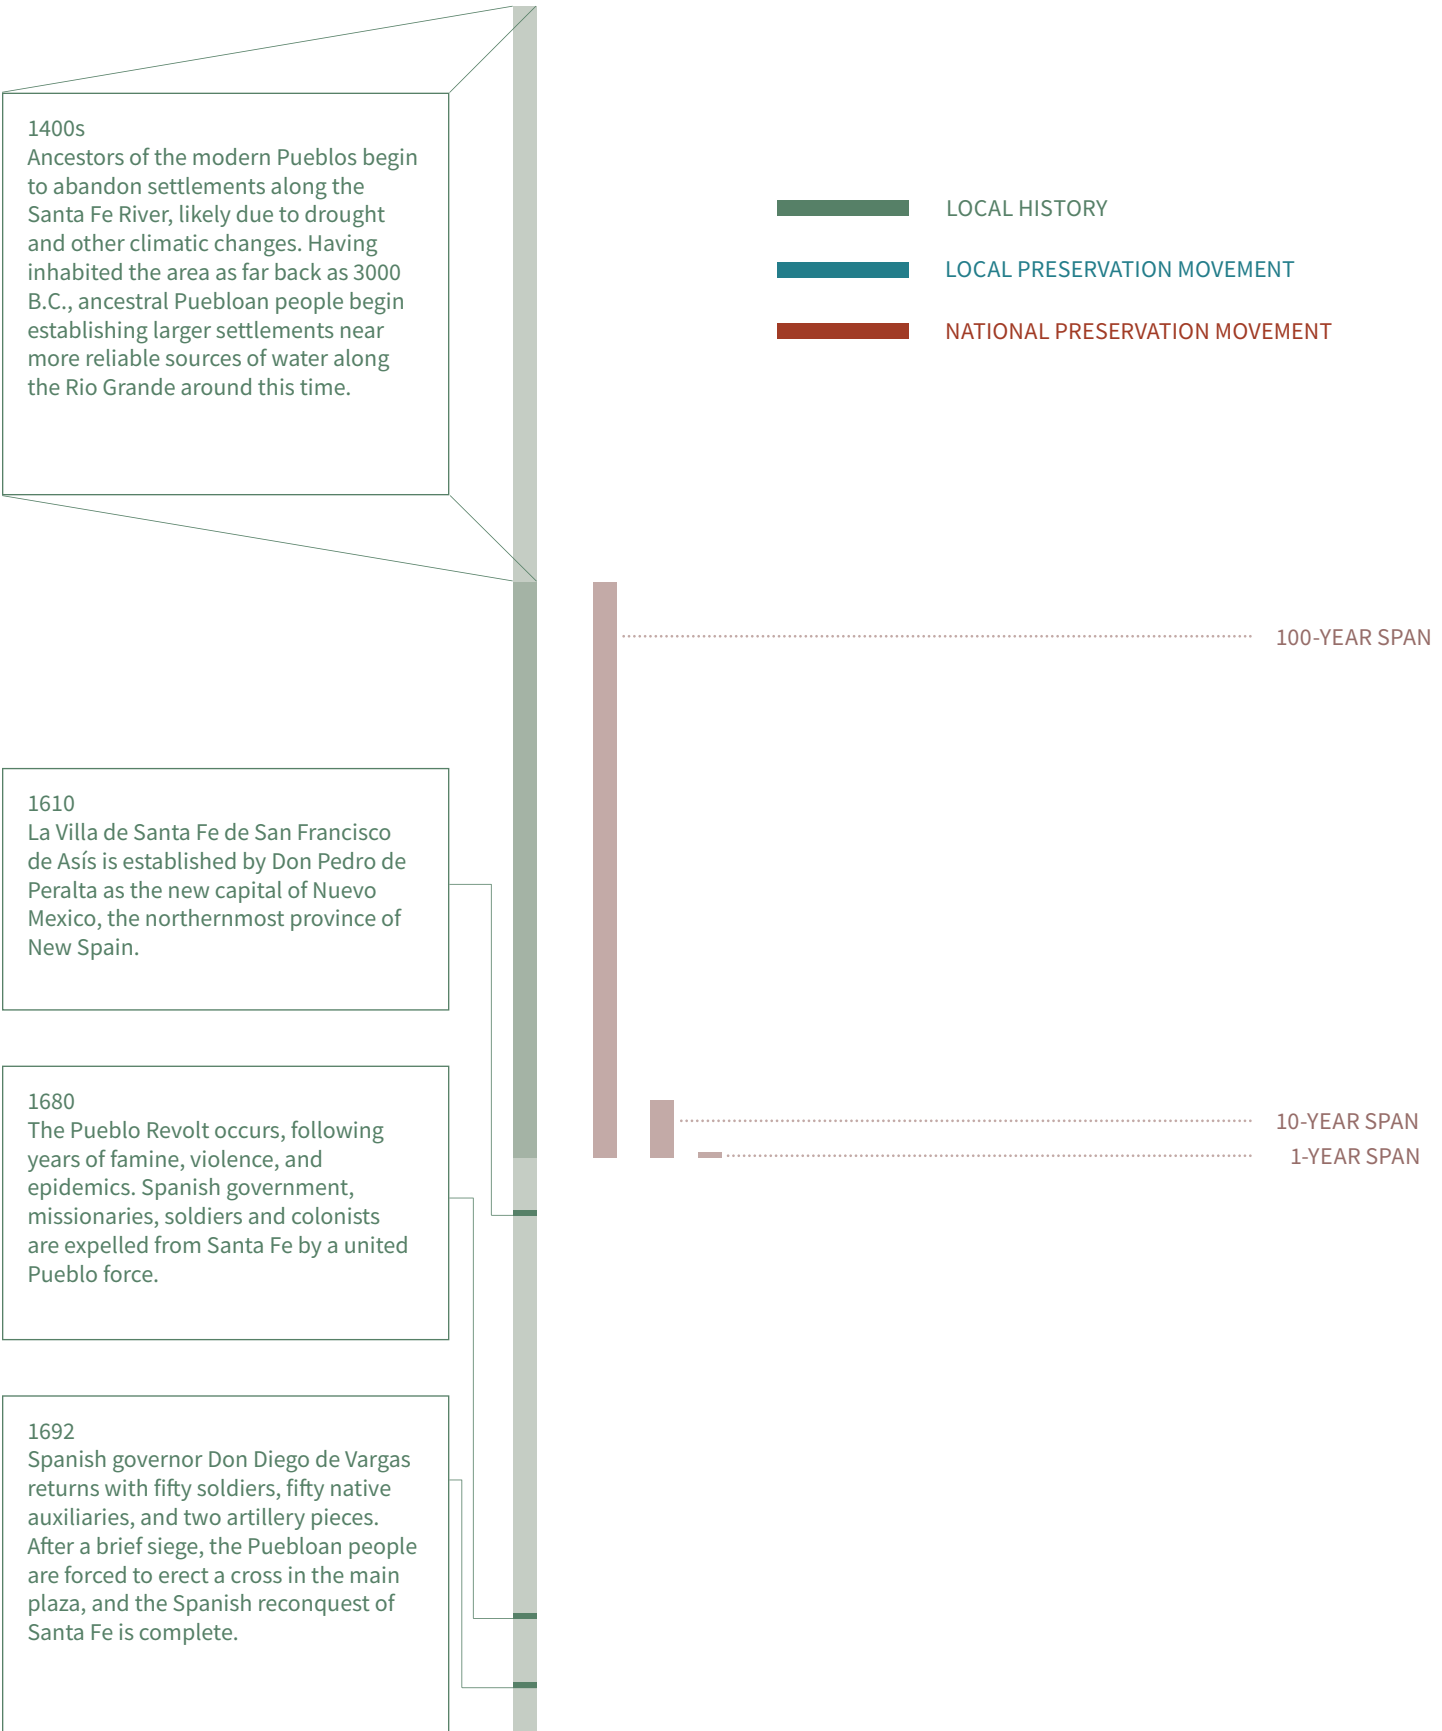 1400s
Ancestors of the modern Pueblos begin
to abandon settlements along the
Santa Fe River, likely due to drought
and other climatic changes. Having
inhabited the area as far back as 3000
B.C., ancestral Puebloan people begin
establishing larger settlements near
more reliable sources of water along
the Rio Grande around this time.
LOCAL HISTORY
LOCAL PRESERVATION MOVEMENT
NATIONAL PRESERVATION MOVEMENT
100-YEAR SPAN
1610
La Villa de Santa Fe de San Francisco
de Asís is established by Don Pedro de
Peralta as the new capital of Nuevo
Mexico, the northernmost province of
New Spain.
10-YEAR SPAN
1-YEAR SPAN
1680
The Pueblo Revolt occurs, following
years of famine, violence, and
epidemics. Spanish government,
missionaries, soldiers and colonists
are expelled from Santa Fe by a united
Pueblo force.
1692
Spanish governor Don Diego de Vargas
returns with fifty soldiers, fifty native
auxiliaries, and two artillery pieces.
After a brief siege, the Puebloan people
are forced to erect a cross in the main
plaza, and the Spanish reconquest of
Santa Fe is complete.